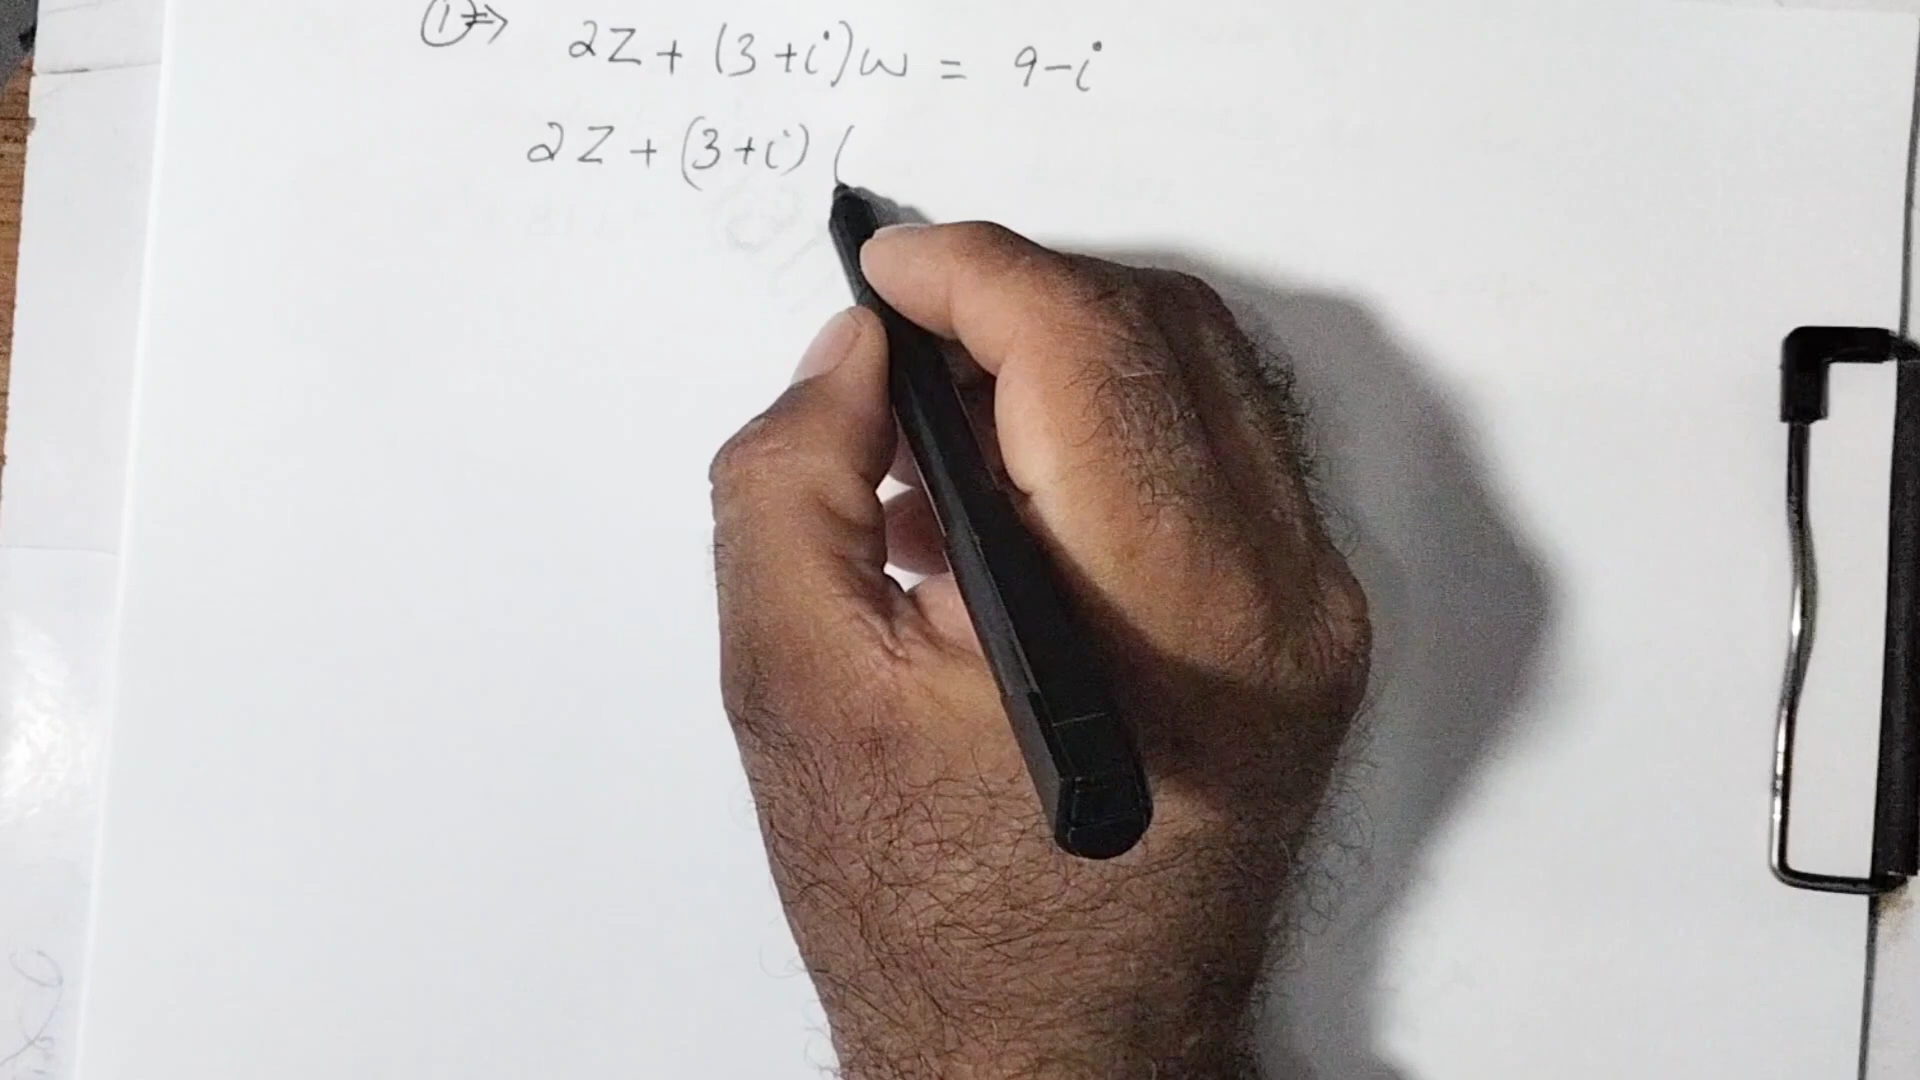 ① ⇒ 2Z + (3+i)w = 9-i
2Z + (3+i) (